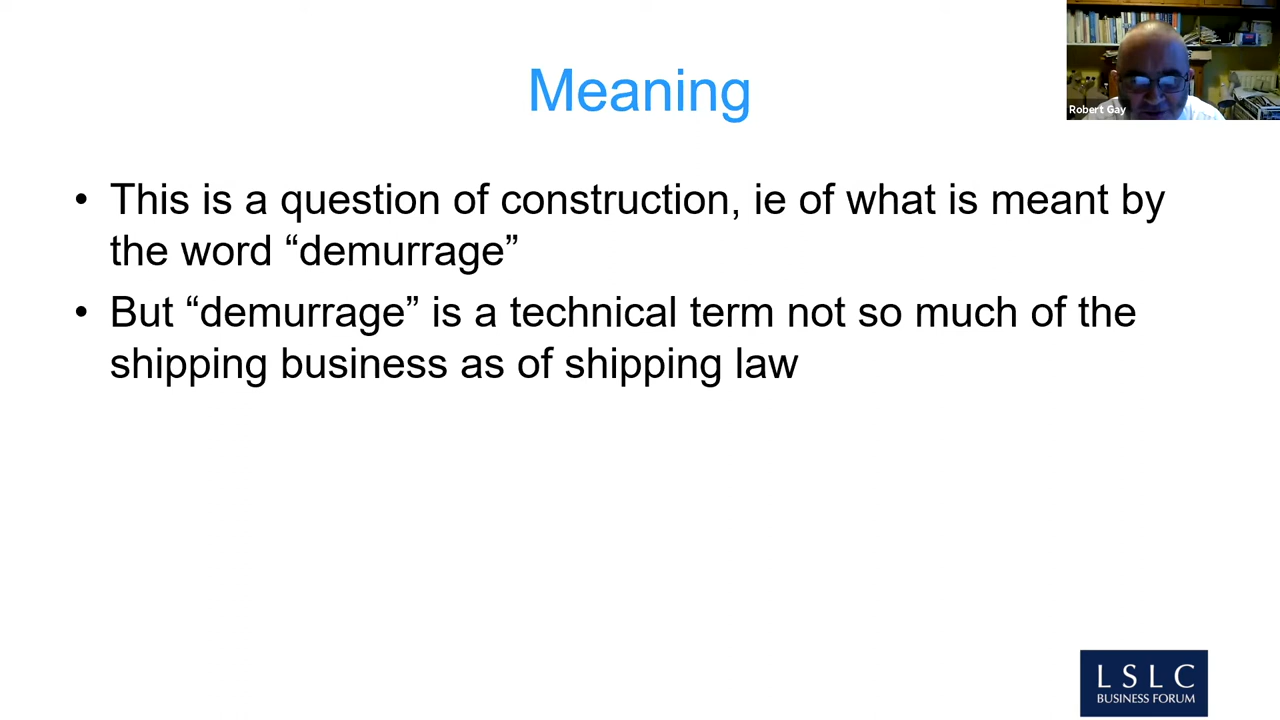 Meaning
Robert Gay
• This is a question of construction, ie of what is meant by
the word “demurrage”
• But “demurrage” is a technical term not so much of the
shipping business as of shipping law
LSLC
BUSINESS FORUM